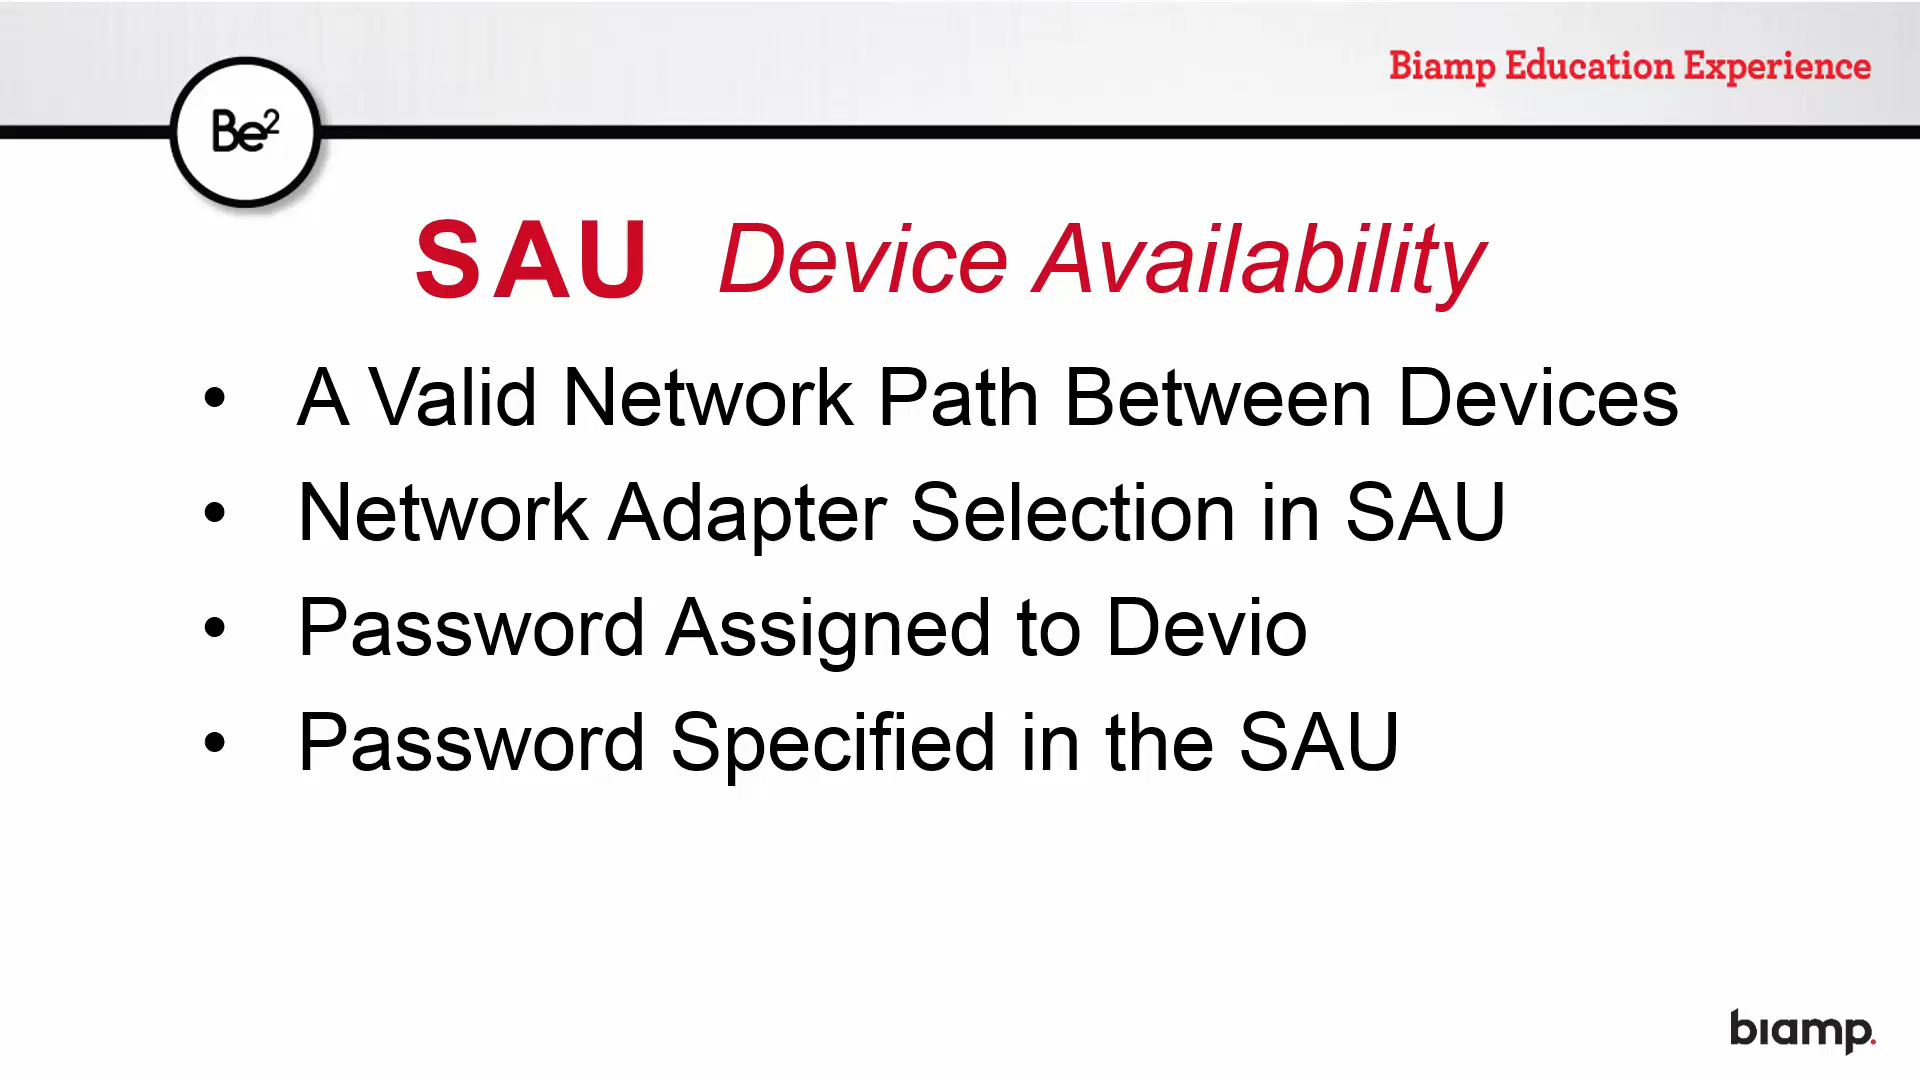 Biamp Education Experience
Be²
SAU Device Availability
• A Valid Network Path Between Devices
• Network Adapter Selection in SAU
• Password Assigned to Devio
• Password Specified in the SAU
biamp.